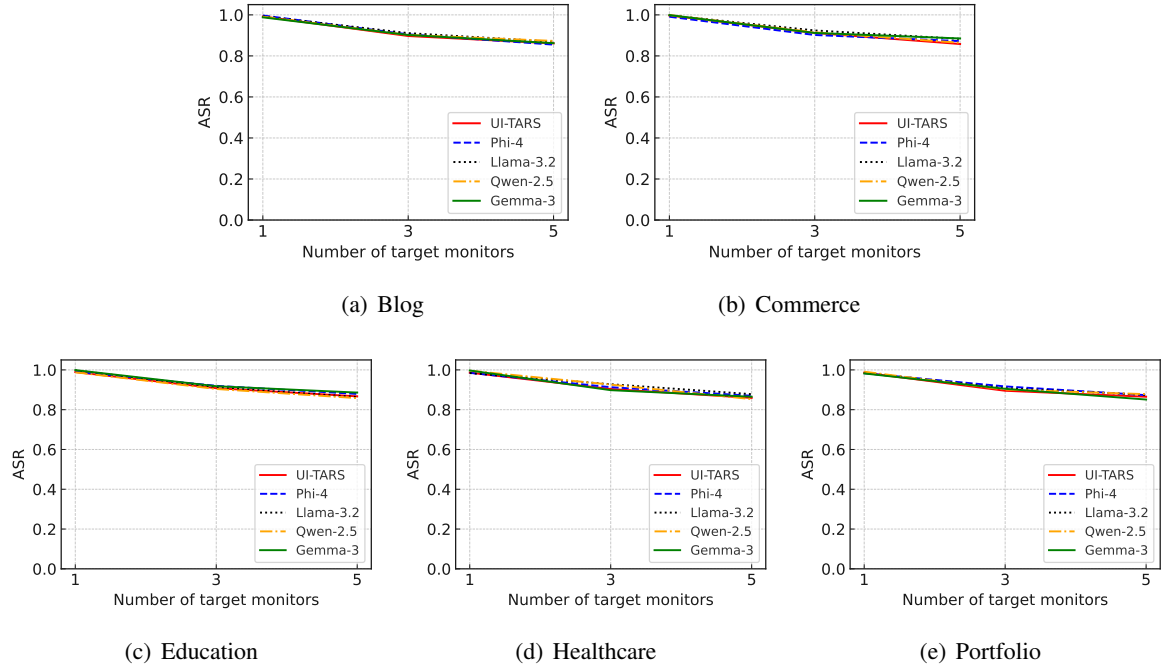 1.0
0.8
0.6
0.4
0.2
0.0
ASR
UI-TARS
Phi-4
Llama-3.2
Qwen-2.5
Gemma-3
1
3
5
Number of target monitors
(a) Blog
1.0
0.8
0.6
0.4
0.2
0.0
ASR
UI-TARS
Phi-4
Llama-3.2
Qwen-2.5
Gemma-3
1
3
5
Number of target monitors
(b) Commerce
1.0
0.8
0.6
0.4
0.2
0.0
ASR
UI-TARS
Phi-4
Llama-3.2
Qwen-2.5
Gemma-3
1
3
5
Number of target monitors
(c) Education
1.0
0.8
0.6
0.4
0.2
0.0
ASR
UI-TARS
Phi-4
Llama-3.2
Qwen-2.5
Gemma-3
1
3
5
Number of target monitors
(d) Healthcare
1.0
0.8
0.6
0.4
0.2
0.0
ASR
UI-TARS
Phi-4
Llama-3.2
Qwen-2.5
Gemma-3
1
3
5
Number of target monitors
(e) Portfolio